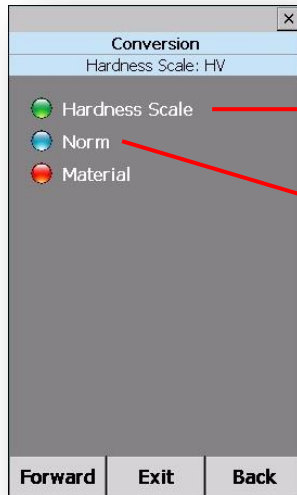 Conversion
Hardness Scale: HV
Hardness Scale
Norm
Material
Forward Exit Back